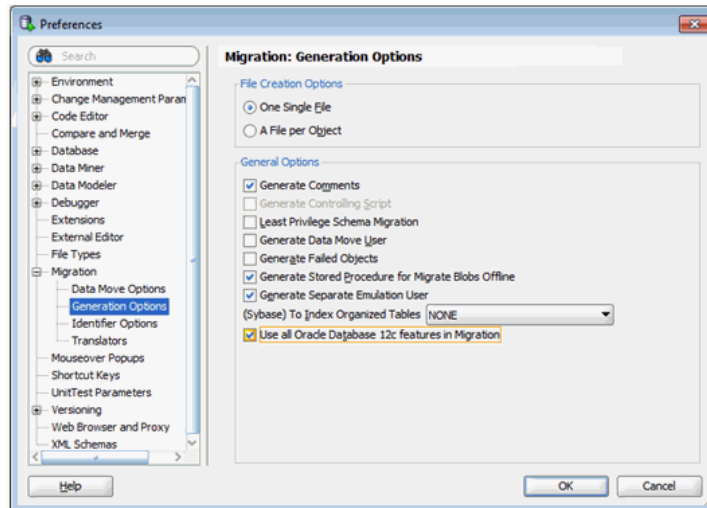 Preferences
Search
Environment
Change Management Param
Code Editor
Compare and Merge
Database
Data Miner
Data Modeler
Debugger
Extensions
External Editor
File Types
Migration
Data Move Options
Generation Options
Identifier Options
Translators
Mouseover Popups
Shortcut Keys
UnitTest Parameters
Versioning
Web Browser and Proxy
XML Schemas
Help
Migration: Generation Options
File Creation Options
One Single File
A File per Object
General Options
Generate Comments
Generate Controlling Script
Least Privilege Schema Migration
Generate Data Move User
Generate Failed Objects
Generate Stored Procedure for Migrate Blobs Offline
Generate Separate Emulation User
(Sybase) To Index Organized Tables NONE
Use all Oracle Database 12c features in Migration
OK Cancel